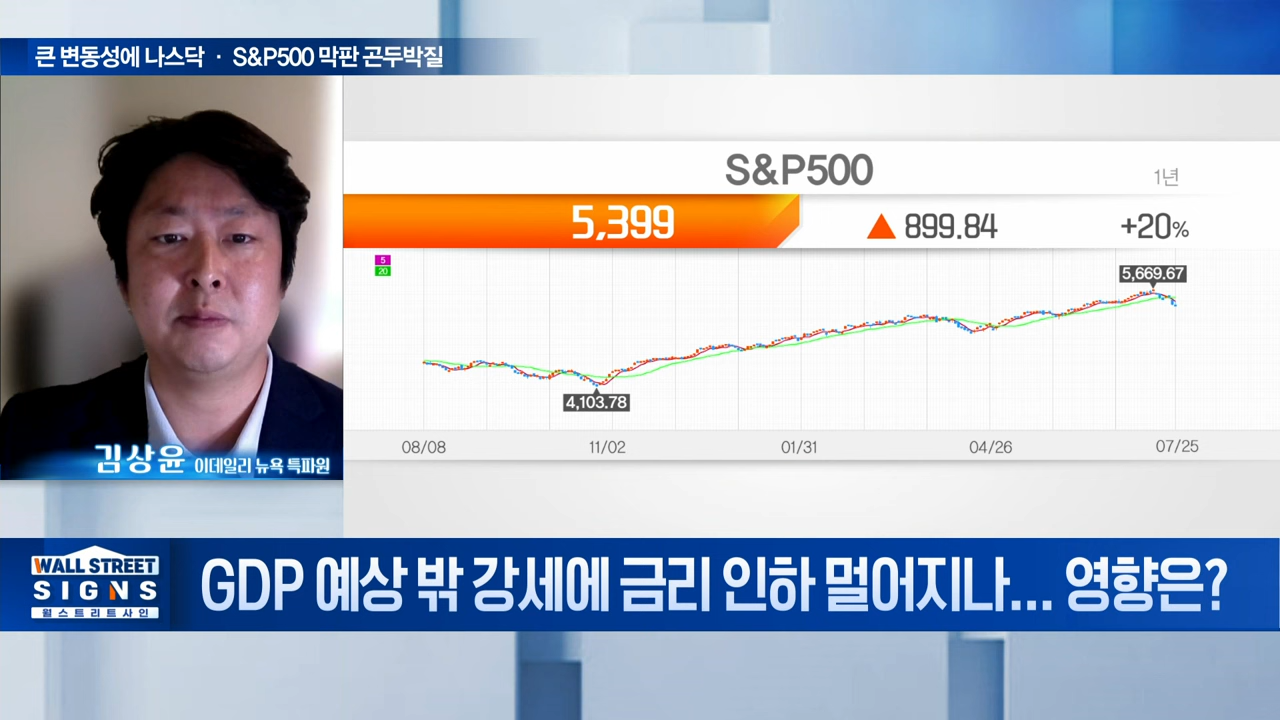 큰 변동성에 나스닥 · S&P500 막판 곤두박질
S&P500
1년
5,399 ▲ 899.84 +20%
5
20
5,669.67
4,103.78
08/08 11/02 01/31 04/26 07/25
김상윤 이데일리 뉴욕 특파원
WALL STREET
SIGNS
월스트리트사인
GDP 예상 밖 강세에 금리 인하 멀어지나... 영향은?